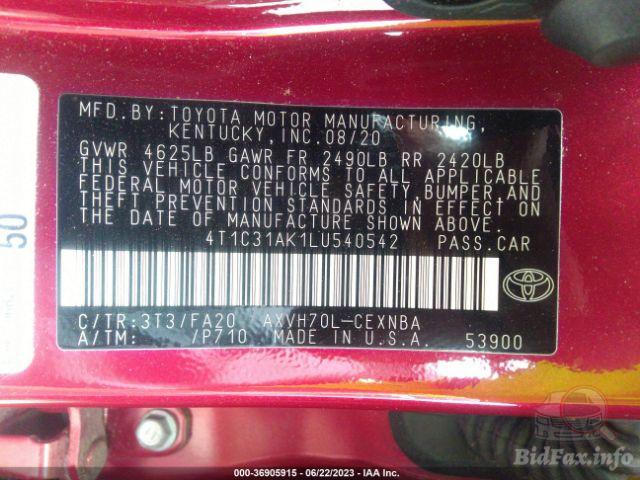 MFD.BY:TOYOTA MOTOR MANUFACTURING,
KENTUCKY,INC.08/20
GVWR 4625LB GAWR FR 2490LB RR 2420LB
THIS VEHICLE CONFORMS TO ALL APPLICABLE
FEDERAL MOTOR VEHICLE SAFETY,BUMPER AND
THEFT PREVENTION STANDARDS IN EFFECT ON
THE DATE OF MANUFACTURE SHOWN ABOVE.
4T1C31AK1LU540542 PASS.CAR
C/TR:3T3/FA20 AXVH70L-CEXNBA
A/TM: /P710 MADE IN U.S.A. 53900
50
BidFax.info
000-36905915 - 06/22/2023 - IAA Inc.